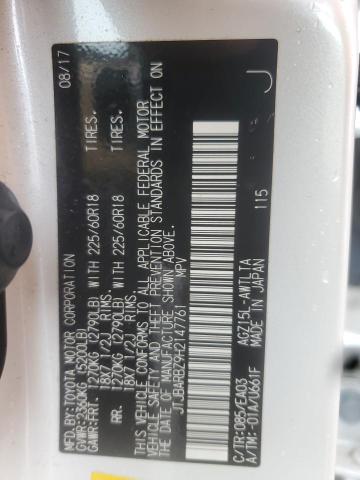 MFD.BY:TOYOTA MOTOR CORPORATION 08/17
GVWR:2360KG (5200LB)
GAWR:FRT. 1270KG (2790LB) WITH 225/60R18 TIRES.
18X7 1/2J RIMS.
RR. 1270KG (2790LB) WITH 225/60R18 TIRES.
18X7 1/2J RIMS.
THIS VEHICLE CONFORMS TO ALL APPLICABLE FEDERAL MOTOR
VEHICLE SAFETY AND THEFT PREVENTION STANDARDS IN EFFECT ON
THE DATE OF MANUFACTURE SHOWN ABOVE.
JTJBARBZ9H2147761 MPV
C/TR:085/EA03 AGZ15L-AWTLTA 115 J
A/TM:-01A/U661F MADE IN JAPAN